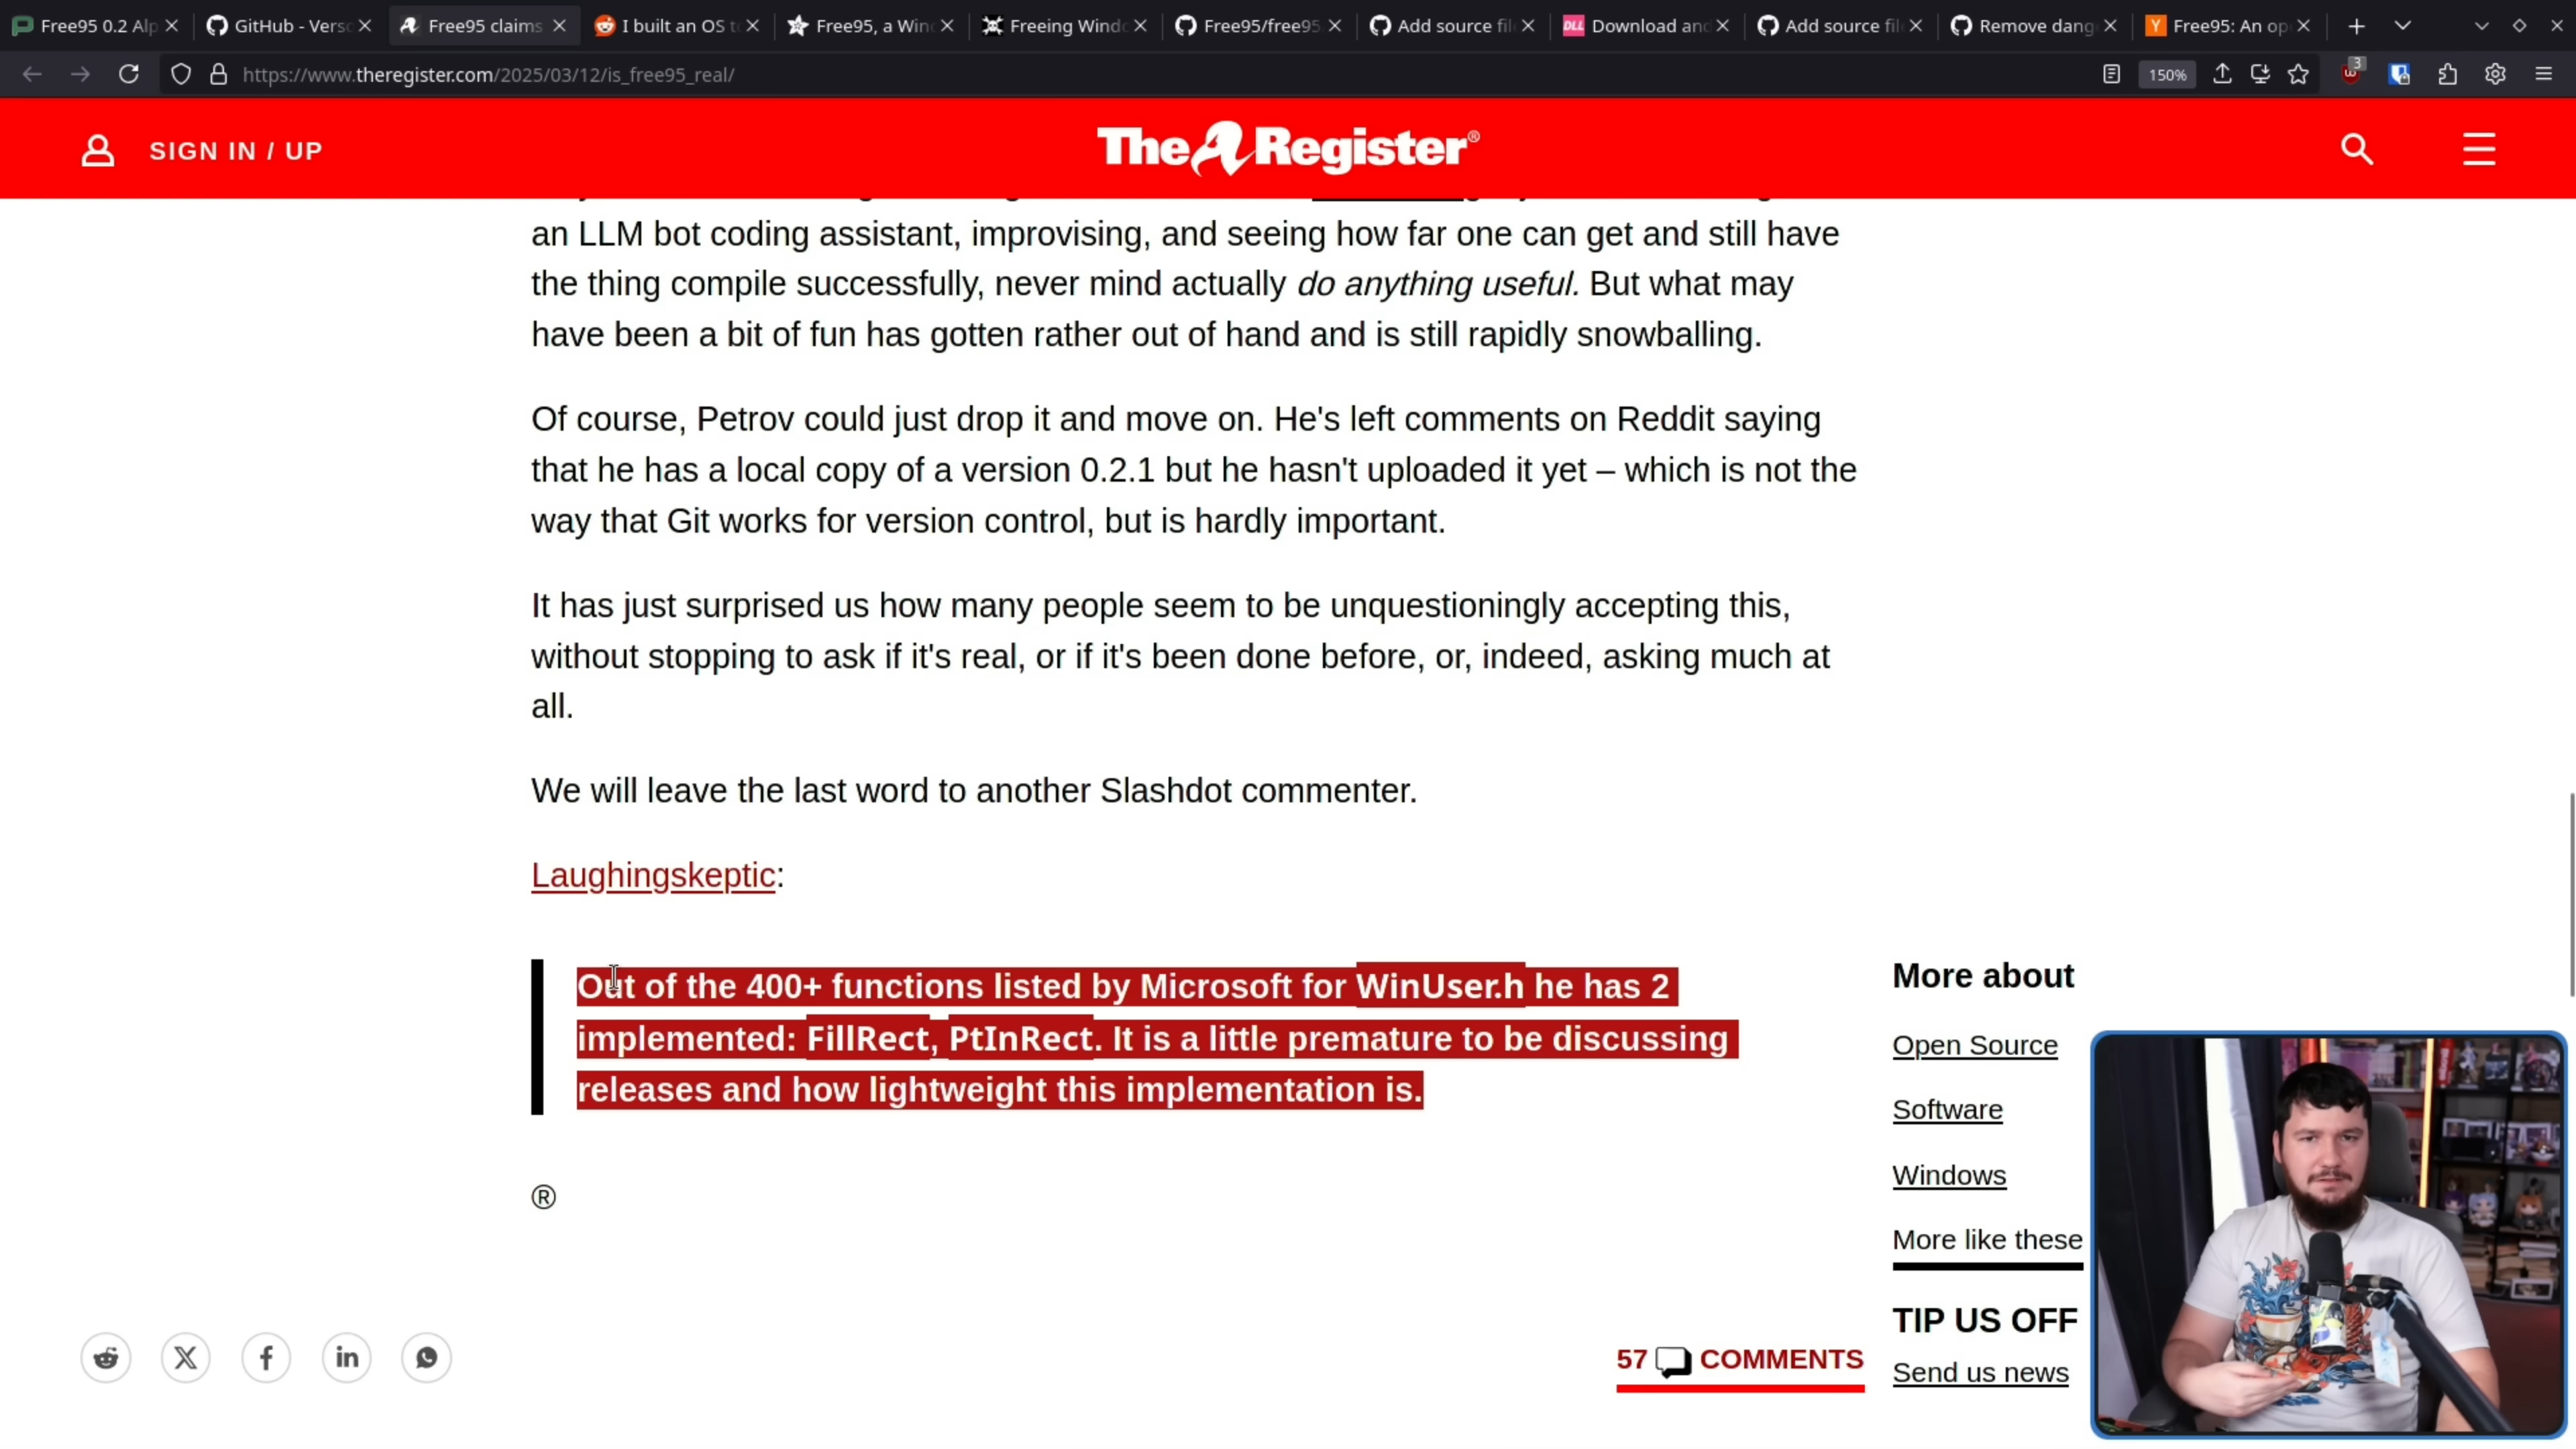 Free95 0.2 Alp
GitHub - Verso
Free95 claims
I built an OS t
Free95, a Win
Freeing Windo
Free95/free95
Add source fil
DLL
Download and
Add source fil
Remove dang
Y
Free95: An op
https://www.theregister.com/2025/03/12/is_free95_real/
150%
3
SIGN IN / UP
The Register®
an LLM bot coding assistant, improvising, and seeing how far one can get and still have
the thing compile successfully, never mind actually do anything useful. But what may
have been a bit of fun has gotten rather out of hand and is still rapidly snowballing.
Of course, Petrov could just drop it and move on. He's left comments on Reddit saying
that he has a local copy of a version 0.2.1 but he hasn't uploaded it yet – which is not the
way that Git works for version control, but is hardly important.
It has just surprised us how many people seem to be unquestioningly accepting this,
without stopping to ask if it's real, or if it's been done before, or, indeed, asking much at
all.
We will leave the last word to another Slashdot commenter.
Laughingskeptic:
Out of the 400+ functions listed by Microsoft for WinUser.h he has 2
implemented: FillRect, PtInRect. It is a little premature to be discussing
releases and how lightweight this implementation is.
®
57 COMMENTS
More about
Open Source
Software
Windows
More like these
TIP US OFF
Send us news